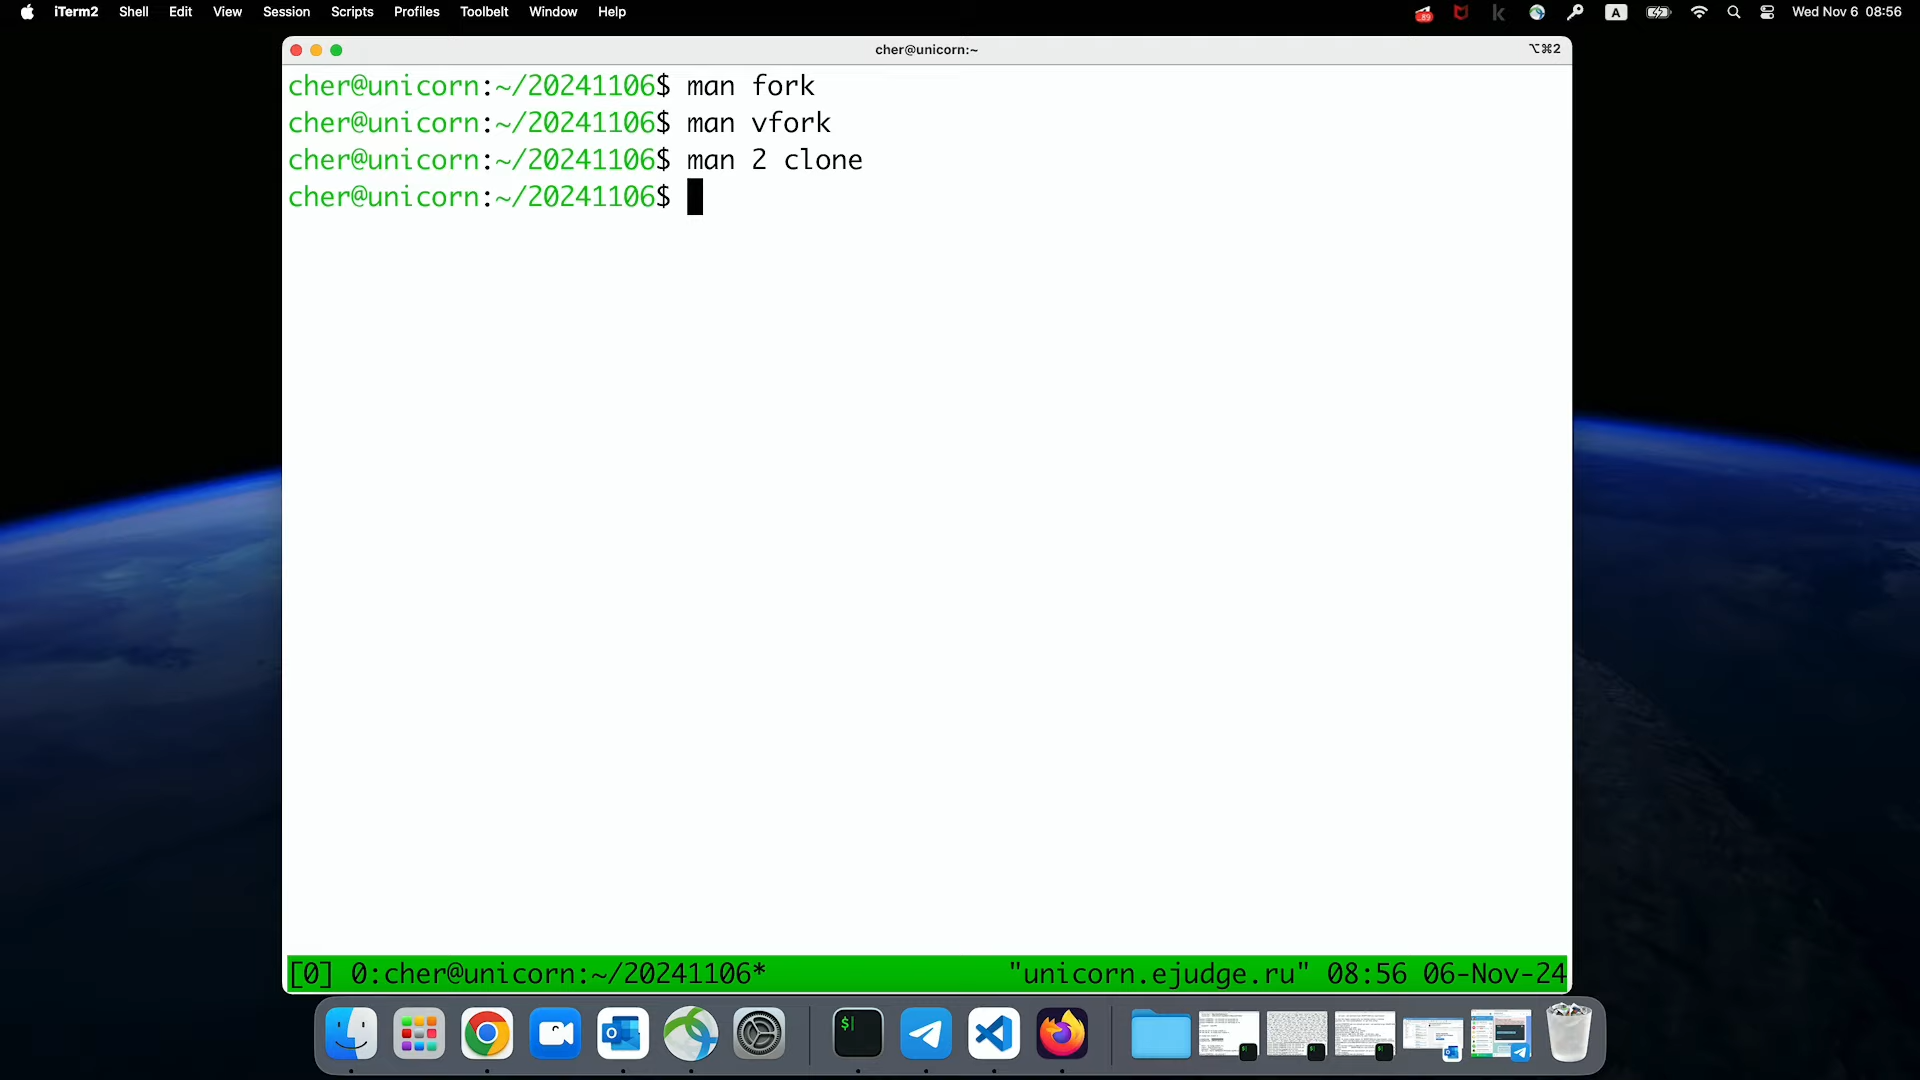 iTerm2 Shell Edit View Session Scripts Profiles Toolbelt Window Help
A
Wed Nov 6 08:56
cher@unicorn:~
⌥⌘2
cher@unicorn:~/20241106$ man fork
cher@unicorn:~/20241106$ man vfork
cher@unicorn:~/20241106$ man 2 clone
cher@unicorn:~/20241106$
[0] 0:cher@unicorn:~/20241106* "unicorn.ejudge.ru" 08:56 06-Nov-24